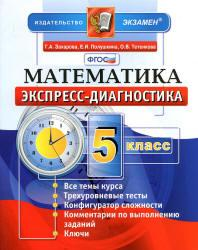 ИЗДАТЕЛЬСТВО ЭКЗАМЕН®
Г.А. Захарова, Е.И. Полушкина, О.В. Тотенкова
ФГОС
МАТЕМАТИКА
ЭКСПРЕСС-ДИАГНОСТИКА
5 класс
• Все темы курса
• Трехуровневые тесты
• Конфигуратор сложности
• Комментарии по выполнению
заданий
• Ключи